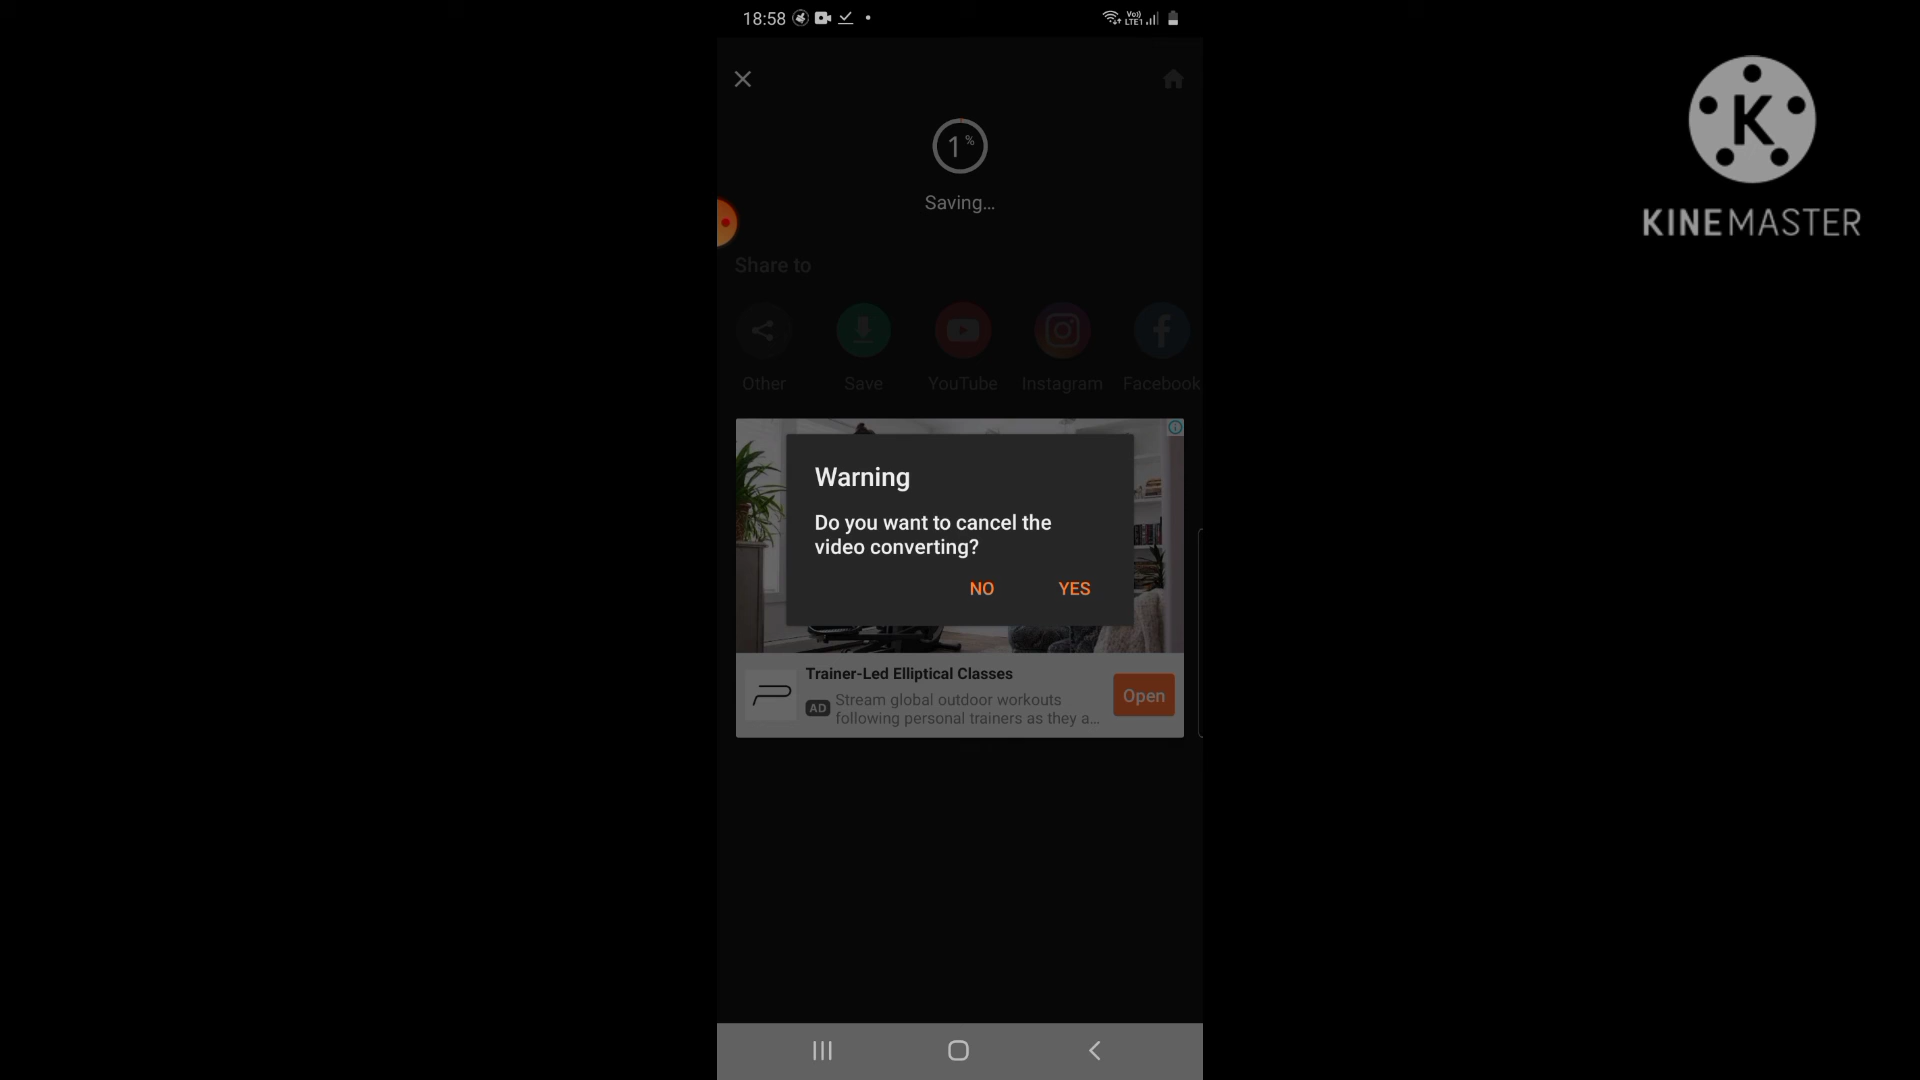 18:58
Vo))
LTE1
K
KINEMASTER
1%
Saving...
Share to
Other
Save
YouTube
Instagram
Facebook
Warning
Do you want to cancel the
video converting?
NO
YES
Trainer-Led Elliptical Classes
AD
Stream global outdoor workouts
following personal trainers as they a...
Open